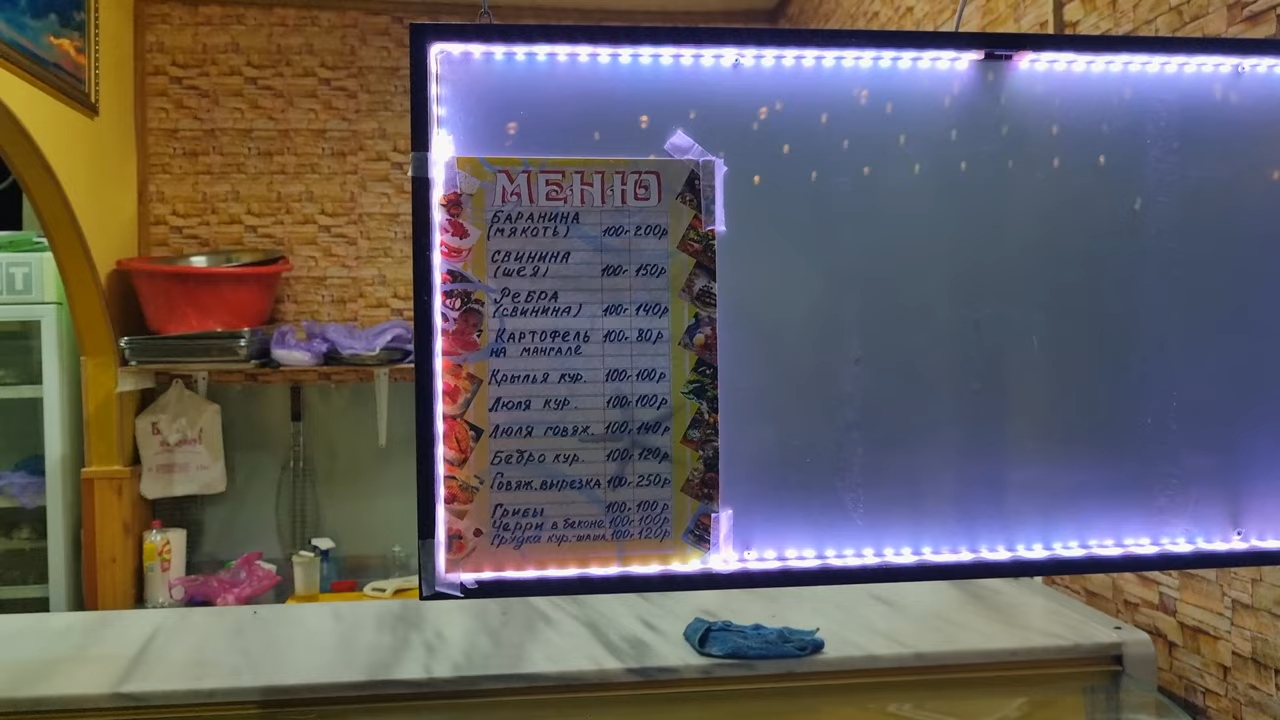 МЕНЮ
БАРАНИНА
(МЯКОТЬ) 100г 200р
СВИНИНА
(ШЕЯ) 100г 150р
РЕБРА
(СВИНИНА) 100г 140р
КАРТОФЕЛЬ 100г 80р
НА МАНГАЛЕ
Крылья кур. 100г 100р
Люля кур. 100г 100р
Люля говяж. 100г 140р
Бедро кур. 100г 120р
Говяж. вырезка 100г 250р
Грибы 100г 100р
Черри в беконе 100г 100р
Грудка кур.-шашл. 100г 120р